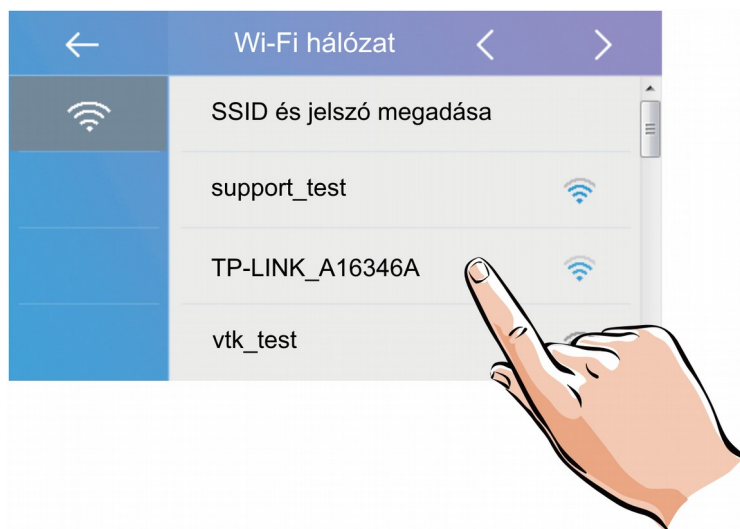 Wi-Fi hálózat
SSID és jelszó megadása
support_test
TP-LINK_A16346A
vtk_test